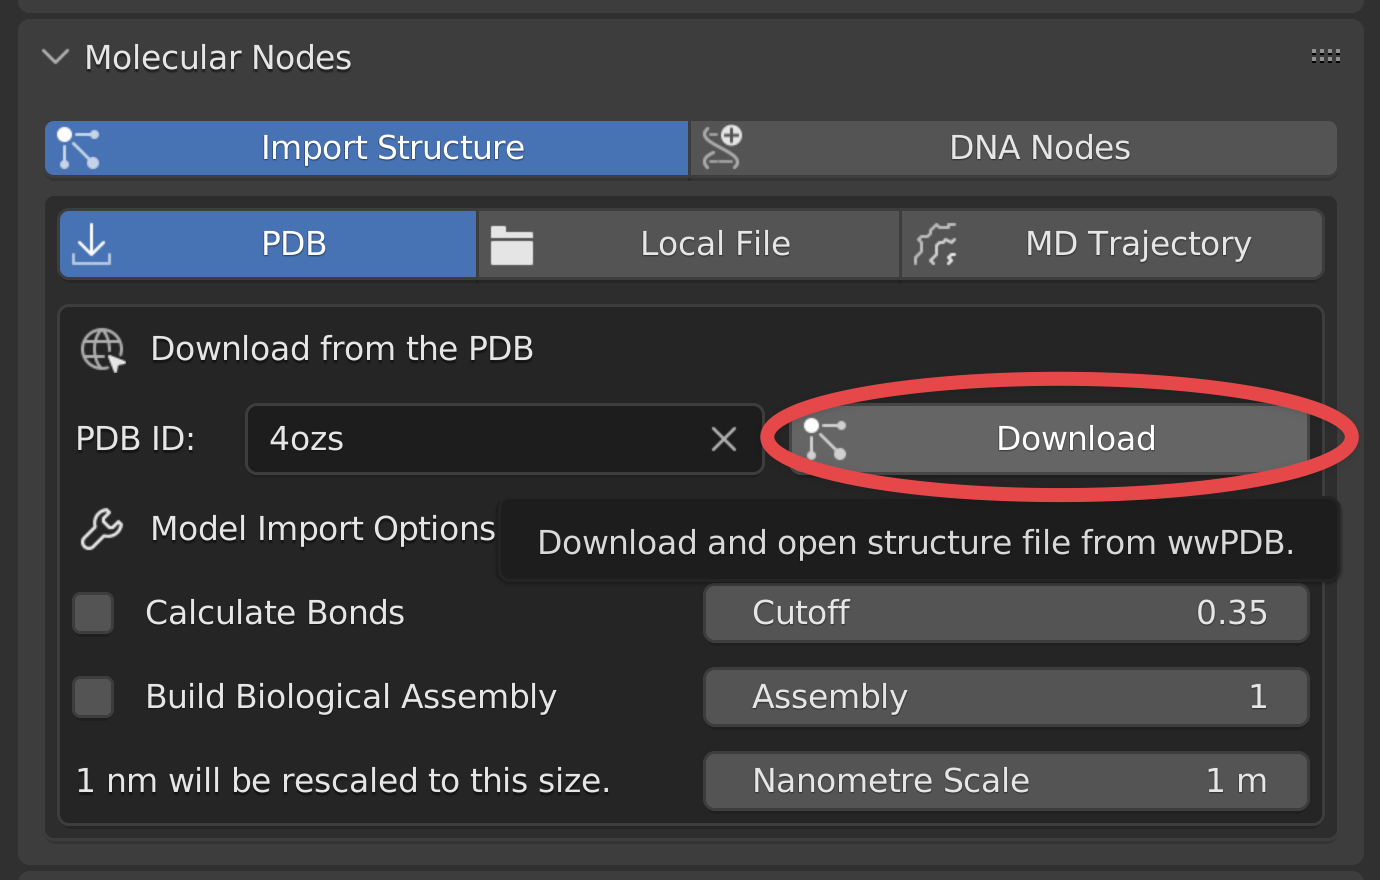 Molecular Nodes
Import Structure
DNA Nodes
PDB
Local File
MD Trajectory
Download from the PDB
PDB ID:
4ozs
Download
Model Import Options
Download and open structure file from wwPDB.
Calculate Bonds
Cutoff 0.35
Build Biological Assembly
Assembly 1
1 nm will be rescaled to this size.
Nanometre Scale 1 m